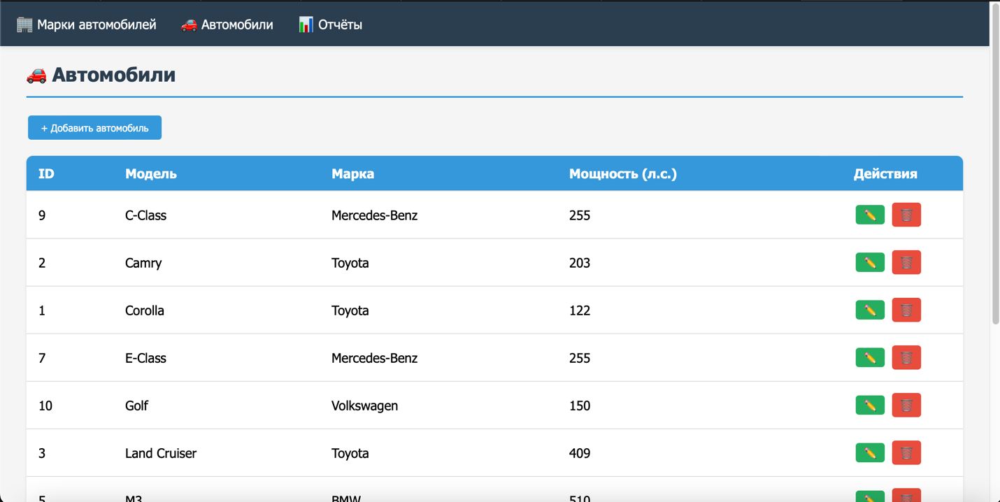 Марки автомобилей Автомобили Отчёты
Автомобили
+ Добавить автомобиль
ID Модель Марка Мощность (л.с.) Действия
9 C-Class Mercedes-Benz 255
2 Camry Toyota 203
1 Corolla Toyota 122
7 E-Class Mercedes-Benz 255
10 Golf Volkswagen 150
3 Land Cruiser Toyota 409
5 M3 BMW 510